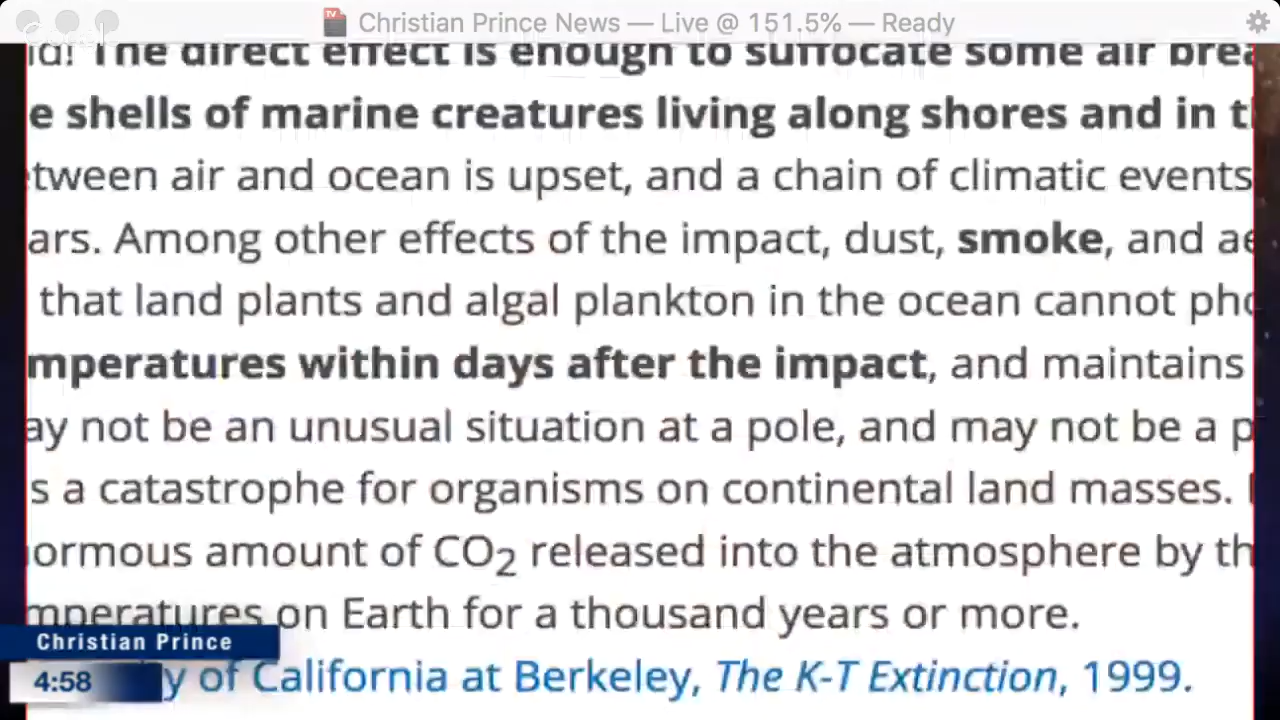 Christian Prince News — Live @ 151.5% — Ready
The direct effect is enough to suffocate some air
e shells of marine creatures living along shores and in t
tween air and ocean is upset, and a chain of climatic events
ars. Among other effects of the impact, dust, smoke, and ae
that land plants and algal plankton in the ocean cannot pho
mperatures within days after the impact, and maintains
ay not be an unusual situation at a pole, and may not be a p
s a catastrophe for organisms on continental land masses.
ormous amount of CO₂ released into the atmosphere by th
mperatures on Earth for a thousand years or more.
Christian Prince
4:58
y of California at Berkeley, The K-T Extinction, 1999.